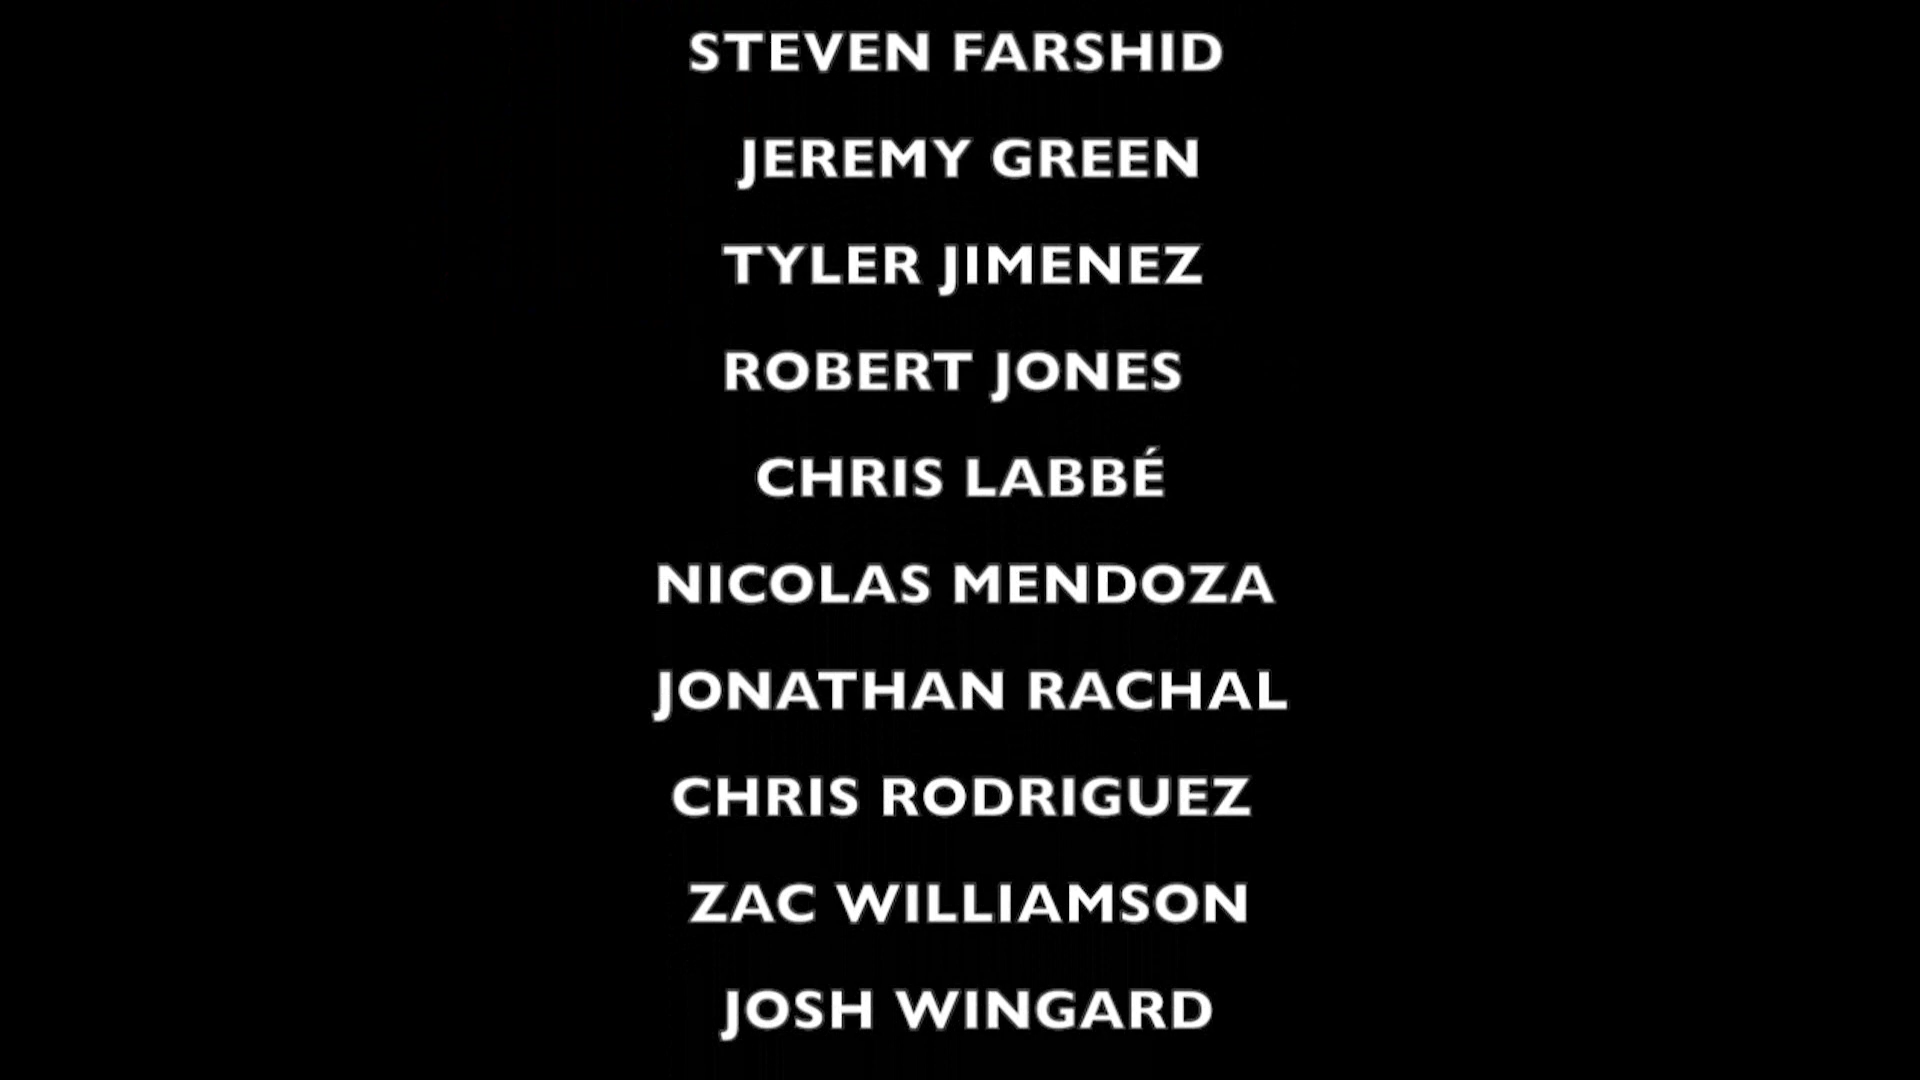 STEVEN FARSHID
JEREMY GREEN
TYLER JIMENEZ
ROBERT JONES
CHRIS LABBÉ
NICOLAS MENDOZA
JONATHAN RACHAL
CHRIS RODRIGUEZ
ZAC WILLIAMSON
JOSH WINGARD